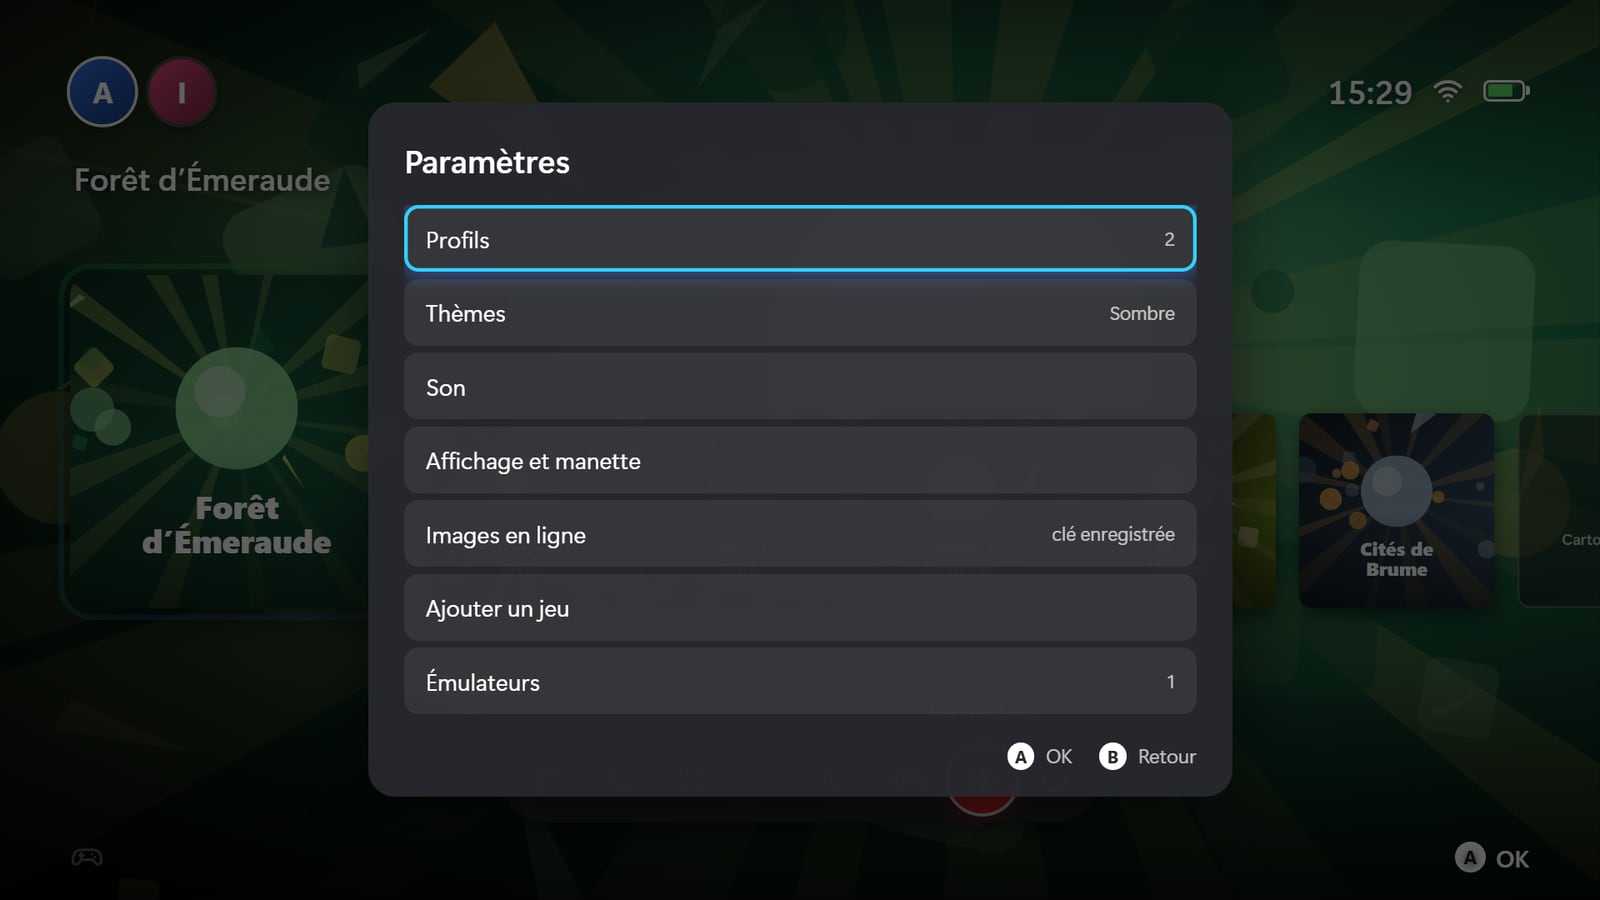 A
I
15:29
Forêt d'Émeraude
Paramètres
Profils
2
Thèmes
Sombre
Son
Affichage et manette
Images en ligne
clé enregistrée
Ajouter un jeu
Émulateurs
1
A OK
B Retour
Forêt
d'Émeraude
Cités de
Brume
A OK